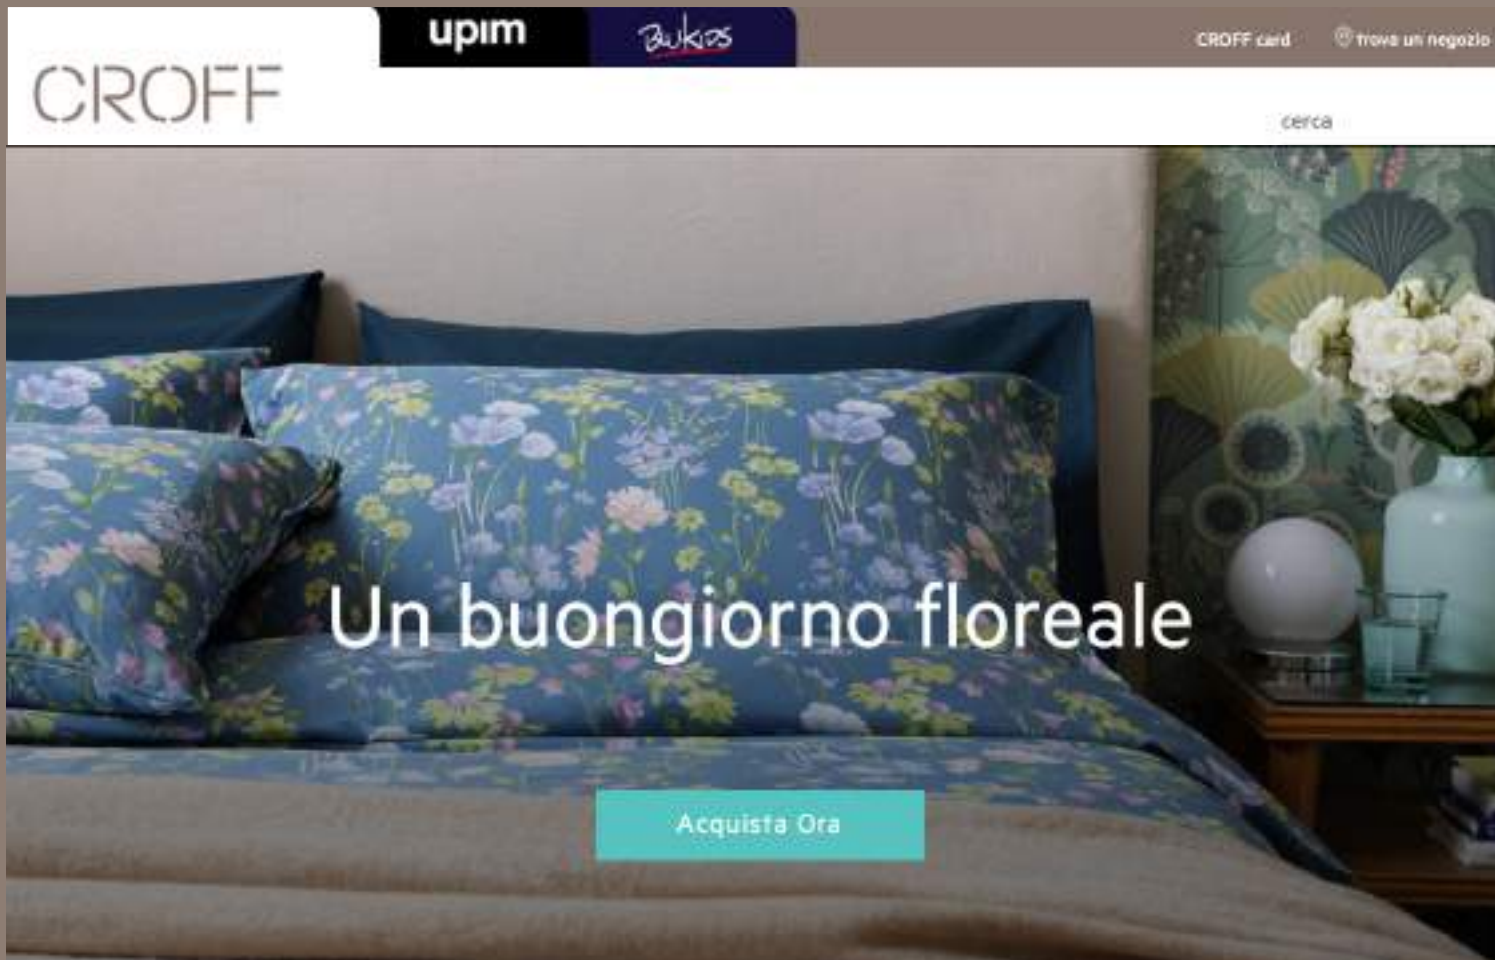 upim
BluKIDS
CROFF card
trova un negozio
CROFF
cerca
Un buongiorno floreale
Acquista Ora